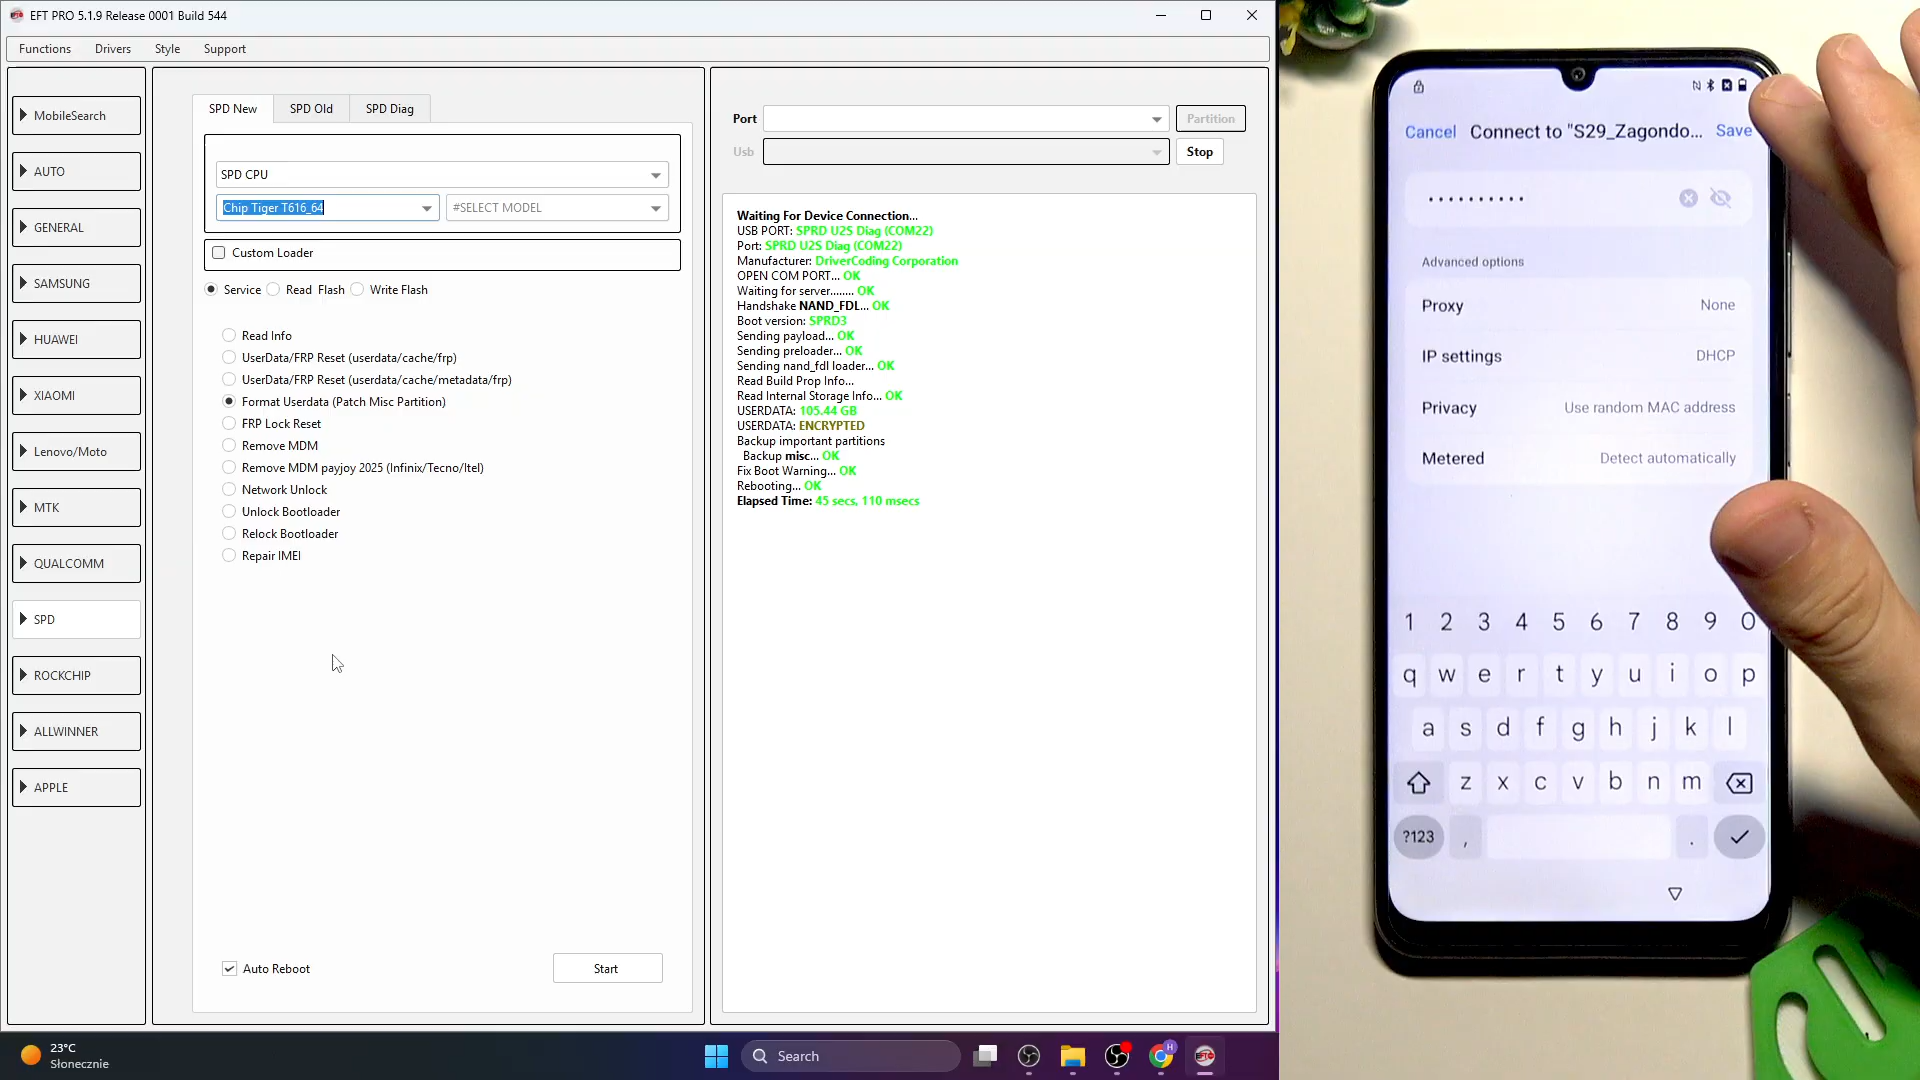 EFT PRO 5.1.9 Release 0001 Build 544
Functions
Drivers
Style
Support
MobileSearch
AUTO
GENERAL
SAMSUNG
HUAWEI
XIAOMI
Lenovo/Moto
MTK
QUALCOMM
SPD
ROCKCHIP
ALLWINNER
APPLE
SPD New
SPD Old
SPD Diag
SPD CPU
Chip Tiger T616_64
#SELECT MODEL
Custom Loader
Service
Read Flash
Write Flash
Read Info
UserData/FRP Reset (userdata/cache/frp)
UserData/FRP Reset (userdata/cache/metadata/frp)
Format Userdata (Patch Misc Partition)
FRP Lock Reset
Remove MDM
Remove MDM payjoy 2025 (Infinix/Tecno/Itel)
Network Unlock
Unlock Bootloader
Relock Bootloader
Repair IMEI
Auto Reboot
Start
Port
Partition
Usb
Stop
Waiting For Device Connection...
USB PORT: SPRD U2S Diag (COM22)
Port: SPRD U2S Diag (COM22)
Manufacturer: DriverCoding Corporation
OPEN COM PORT... OK
Waiting for server........ OK
Handshake NAND_FDL... OK
Boot version: SPRD3
Sending payload... OK
Sending preloader... OK
Sending nand_fdl loader... OK
Read Build Prop Info...
Read Internal Storage Info... OK
USERDATA: 105.44 GB
USERDATA: ENCRYPTED
Backup important partitions
Backup misc... OK
Fix Boot Warning... OK
Rebooting... OK
Elapsed Time: 45 secs, 110 msecs
23°C
Słonecznie
Search
Cancel Connect to "S29_Zagondo... Save
Advanced options
Proxy None
IP settings DHCP
Privacy Use random MAC address
Metered Detect automatically
1 2 3 4 5 6 7 8 9 0
q w e r t y u i o p
a s d f g h j k l
z x c v b n m
?123 , .